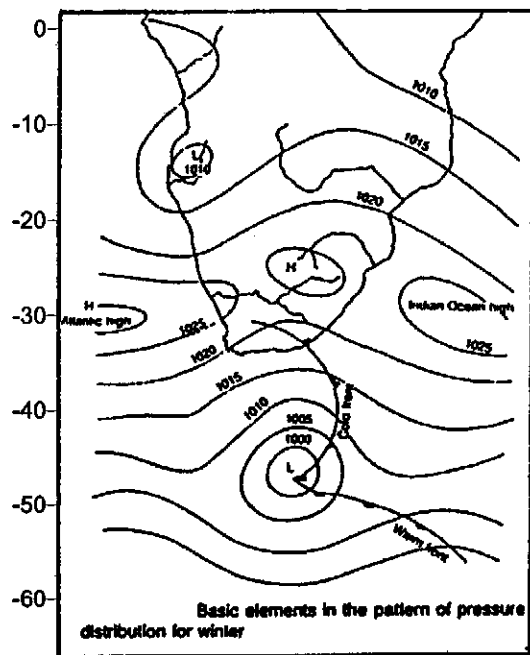 0
-10
-20
-30
-40
-50
-60
1010
1015
1020
L
1010
H
H
Atlantic high
1025
Indian Ocean high
1025
1020
1015
1010
1005
1000
L
Cold front
Wherm front
Basic elements in the pattern of pressure
distribution for winter